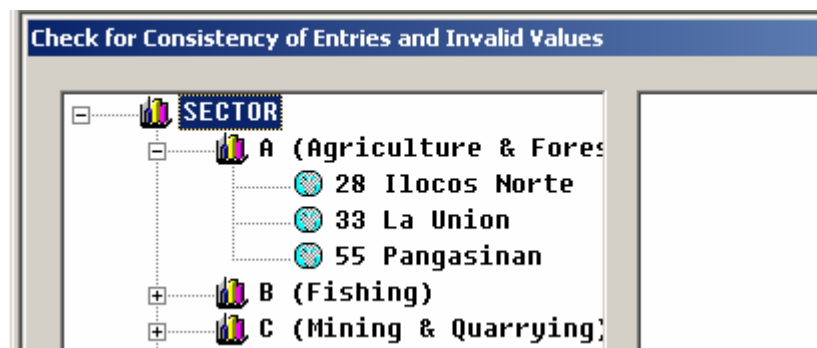 Check for Consistency of Entries and Invalid Values
SECTOR
A (Agriculture & Fores
28 Ilocos Norte
33 La Union
55 Pangasinan
B (Fishing)
C (Mining & Quarrying)